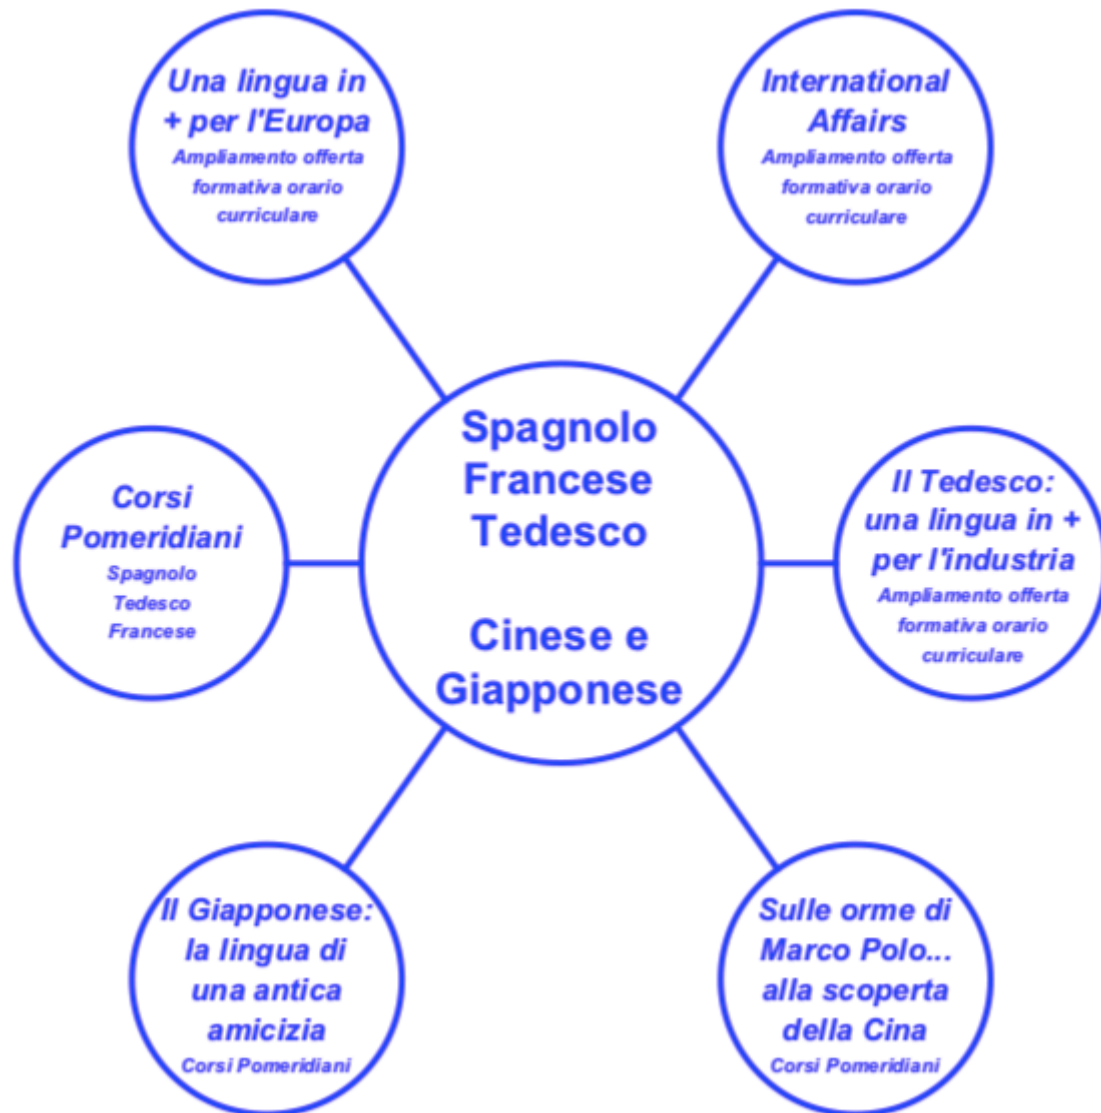 Una lingua in
+ per l'Europa
Ampliamento offerta
formativa orario
curriculare
International
Affairs
Ampliamento offerta
formativa orario
curriculare
Spagnolo
Francese
Tedesco
Cinese e
Giapponese
Corsi
Pomeridiani
Spagnolo
Tedesco
Francese
Il Tedesco:
una lingua in +
per l'industria
Ampliamento offerta
formativa orario
curriculare
Il Giapponese:
la lingua di
una antica
amicizia
Corsi Pomeridiani
Sulle orme di
Marco Polo...
alla scoperta
della Cina
Corsi Pomeridiani